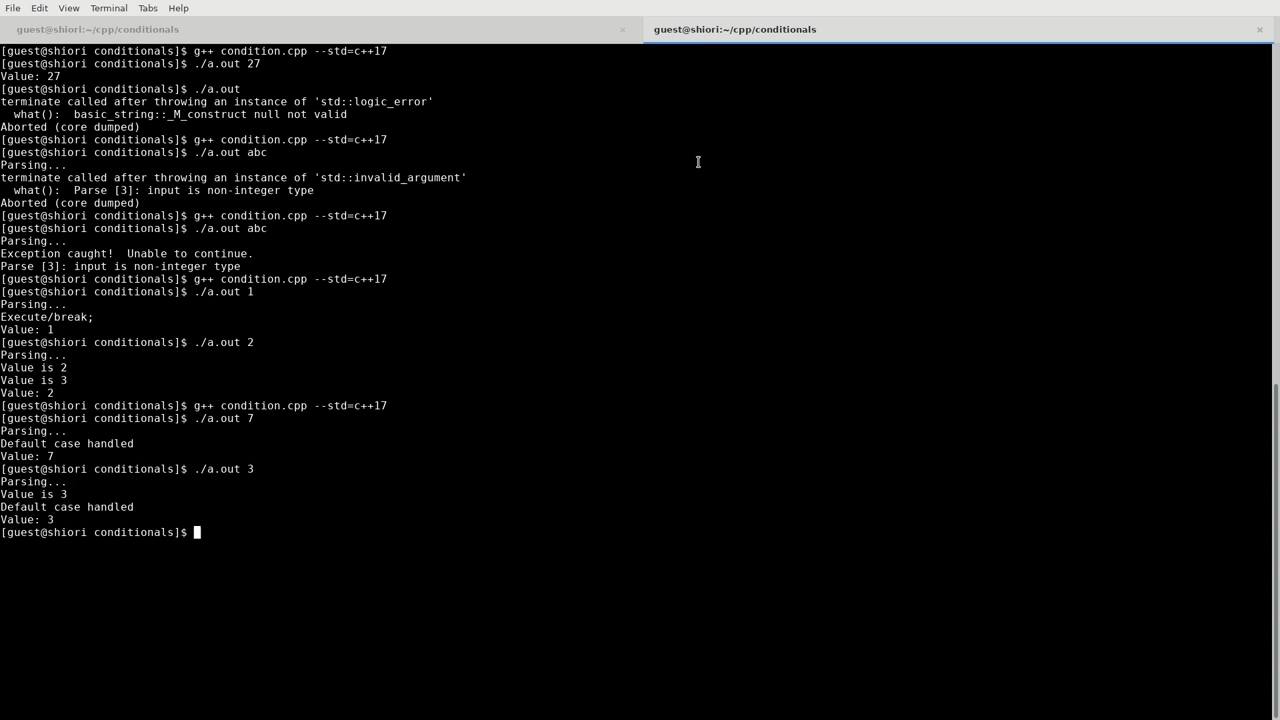 File Edit View Terminal Tabs Help
guest@shiori:~/cpp/conditionals × guest@shiori:~/cpp/conditionals ×
[guest@shiori conditionals]$ g++ condition.cpp --std=c++17
[guest@shiori conditionals]$ ./a.out 27
Value: 27
[guest@shiori conditionals]$ ./a.out
terminate called after throwing an instance of 'std::logic_error'
  what():  basic_string::_M_construct null not valid
Aborted (core dumped)
[guest@shiori conditionals]$ g++ condition.cpp --std=c++17
[guest@shiori conditionals]$ ./a.out abc
Parsing...
terminate called after throwing an instance of 'std::invalid_argument'
  what():  Parse [3]: input is non-integer type
Aborted (core dumped)
[guest@shiori conditionals]$ g++ condition.cpp --std=c++17
[guest@shiori conditionals]$ ./a.out abc
Parsing...
Exception caught!  Unable to continue.
Parse [3]: input is non-integer type
[guest@shiori conditionals]$ g++ condition.cpp --std=c++17
[guest@shiori conditionals]$ ./a.out 1
Parsing...
Execute/break;
Value: 1
[guest@shiori conditionals]$ ./a.out 2
Parsing...
Value is 2
Value is 3
Value: 2
[guest@shiori conditionals]$ g++ condition.cpp --std=c++17
[guest@shiori conditionals]$ ./a.out 7
Parsing...
Default case handled
Value: 7
[guest@shiori conditionals]$ ./a.out 3
Parsing...
Value is 3
Default case handled
Value: 3
[guest@shiori conditionals]$